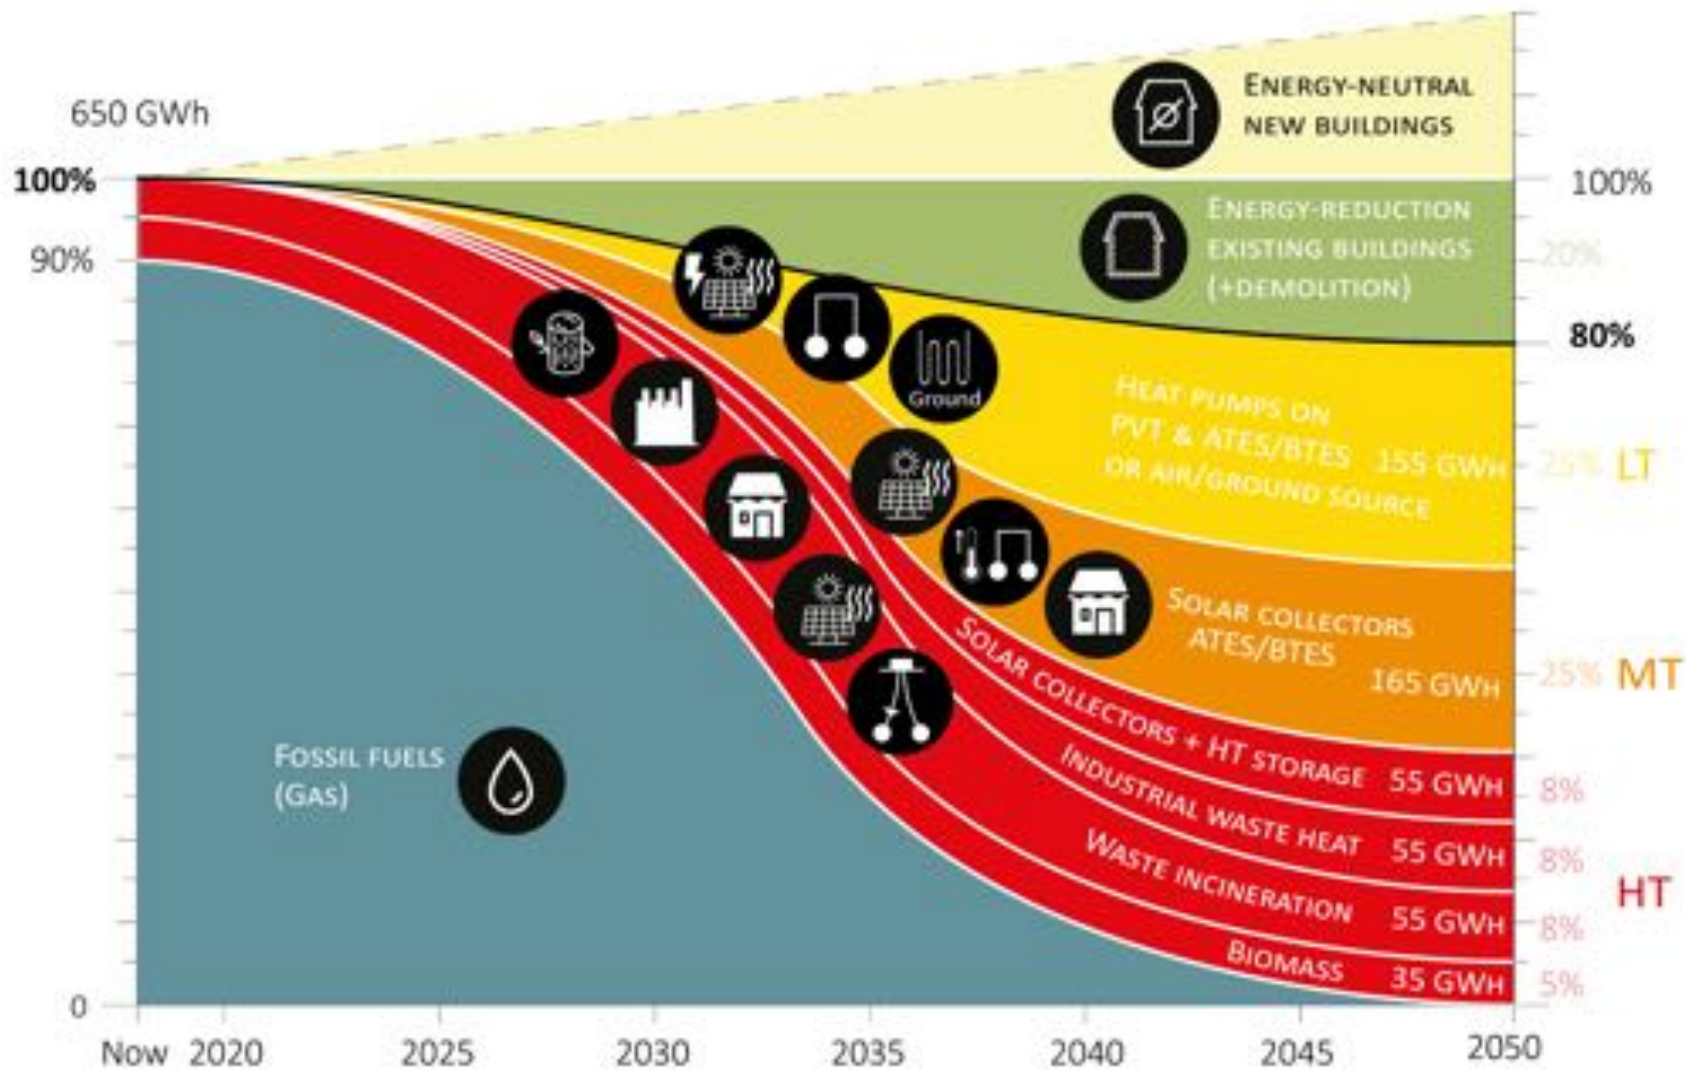 650 GWh
100%
90%
0
ENERGY-NEUTRAL
NEW BUILDINGS
ENERGY-REDUCTION
EXISTING BUILDINGS
(+DEMOLITION)
100%
20%
80%
Ground
HEAT PUMPS ON
PVT & ATES/BTES 155 GWH
OR AIR/GROUND SOURCE
25% LT
SOLAR COLLECTORS
ATES/BTES
165 GWH
25% MT
SOLAR COLLECTORS + HT STORAGE 55 GWH
8%
INDUSTRIAL WASTE HEAT 55 GWH
8%
HT
WASTE INCINERATION 55 GWH
8%
BIOMASS 35 GWH
5%
FOSSIL FUELS
(GAS)
Now 2020 2025 2030 2035 2040 2045 2050